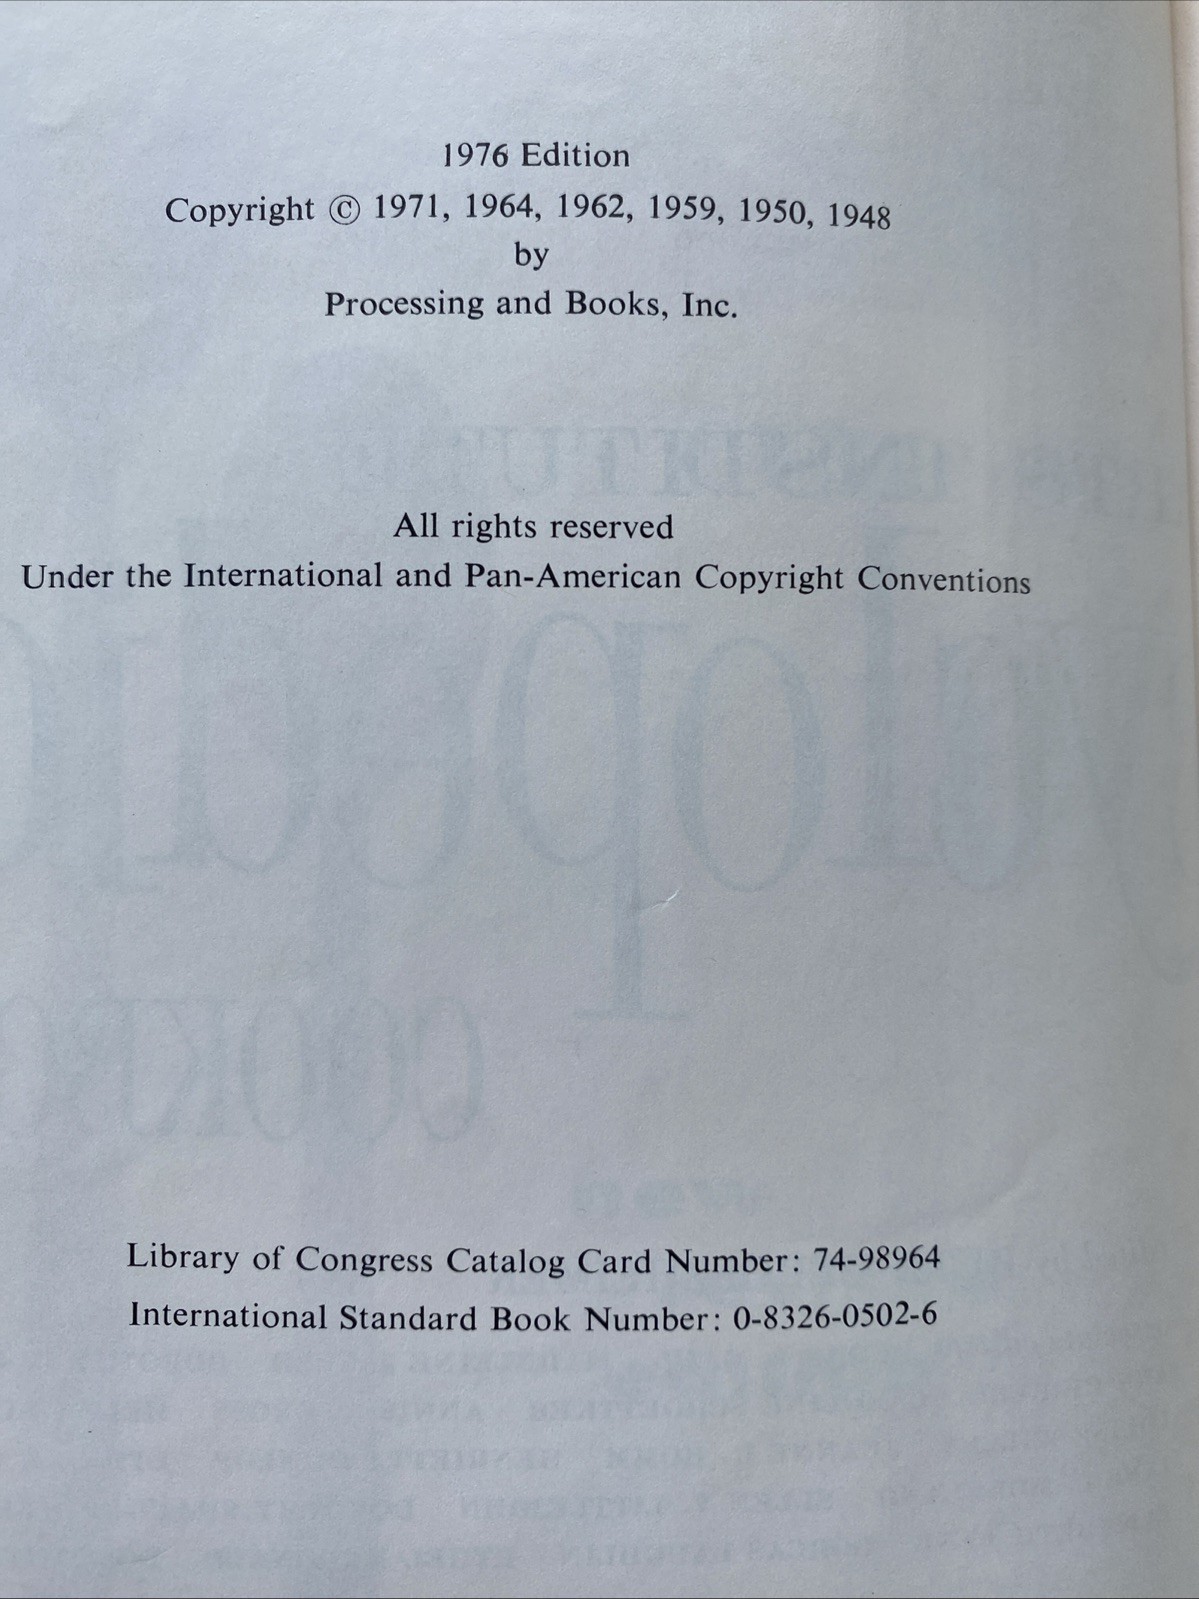 1976 Edition
Copyright © 1971, 1964, 1962, 1959, 1950, 1948
by
Processing and Books, Inc.
All rights reserved
Under the International and Pan-American Copyright Conventions
Library of Congress Catalog Card Number: 74-98964
International Standard Book Number: 0-8326-0502-6